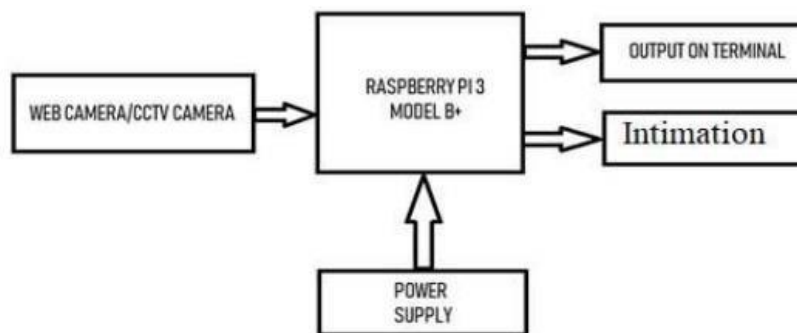 WEB CAMERA/CCTV CAMERA
RASPBERRY PI 3
MODEL B+
OUTPUT ON TERMINAL
Intimation
POWER
SUPPLY